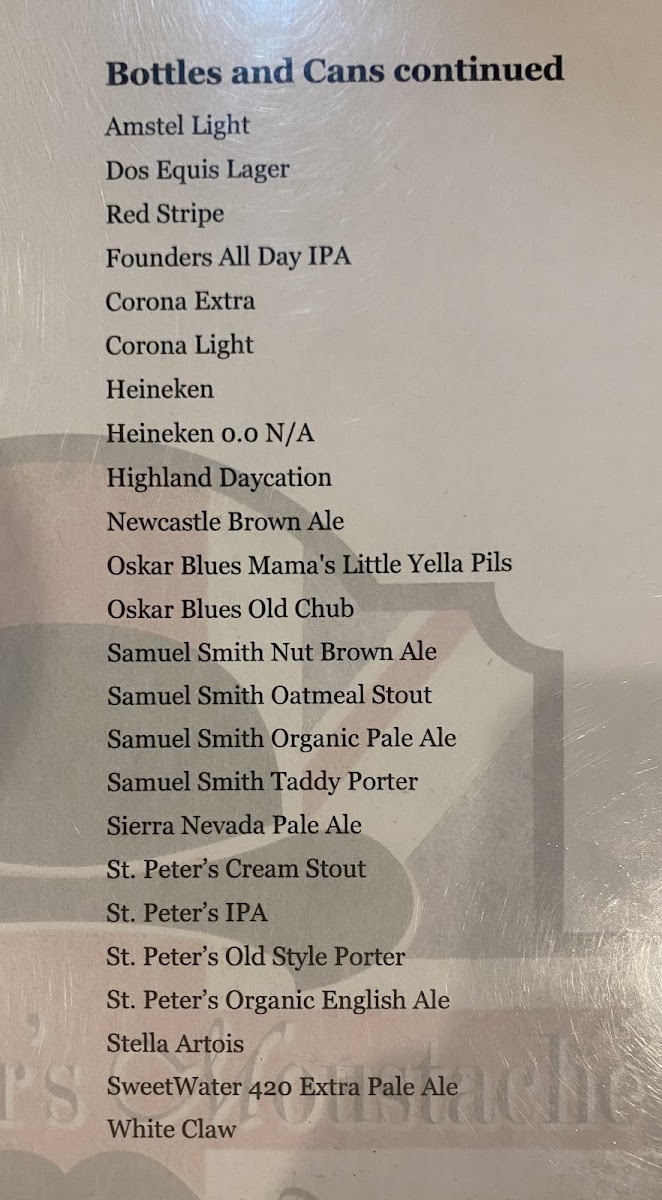 Bottles and Cans continued
Amstel Light
Dos Equis Lager
Red Stripe
Founders All Day IPA
Corona Extra
Corona Light
Heineken
Heineken 0.0 N/A
Highland Daycation
Newcastle Brown Ale
Oskar Blues Mama's Little Yella Pils
Oskar Blues Old Chub
Samuel Smith Nut Brown Ale
Samuel Smith Oatmeal Stout
Samuel Smith Organic Pale Ale
Samuel Smith Taddy Porter
Sierra Nevada Pale Ale
St. Peter’s Cream Stout
St. Peter’s IPA
St. Peter’s Old Style Porter
St. Peter’s Organic English Ale
Stella Artois
r's Moustache
SweetWater 420 Extra Pale Ale
White Claw